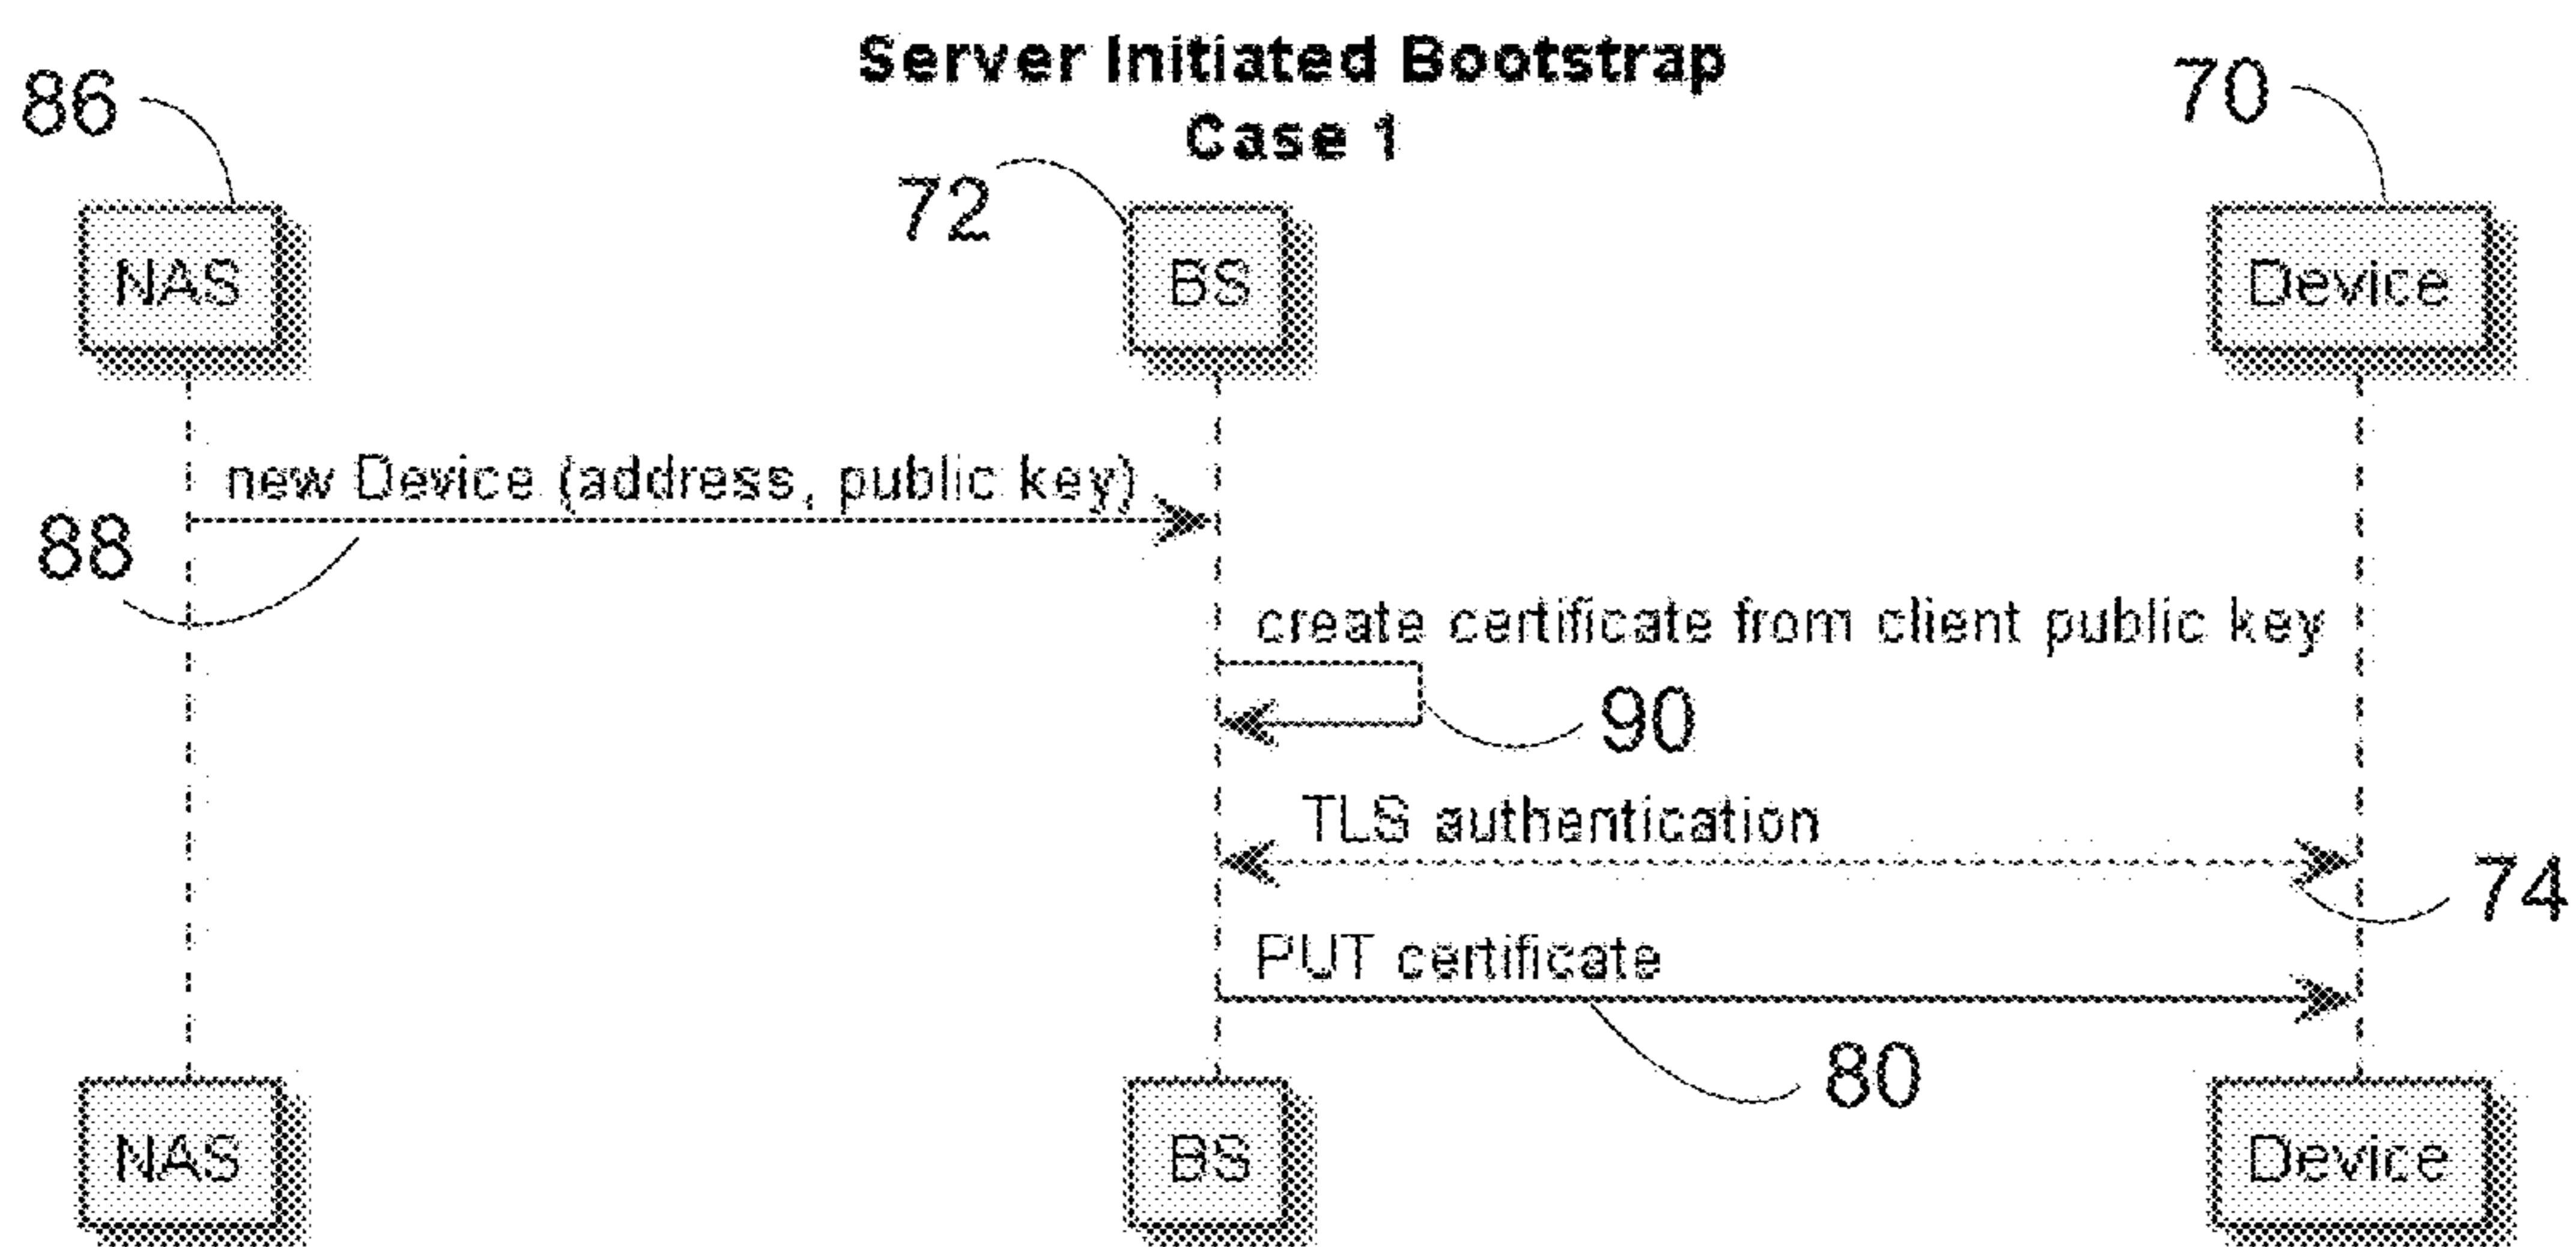 Server Initiated Bootstrap
Case 1
86
72
70
NAS
BS
Device
new Device (address, public key)
88
create certificate from client public key
90
TLS authentication
74
PUT certificate
80
NAS
BS
Device